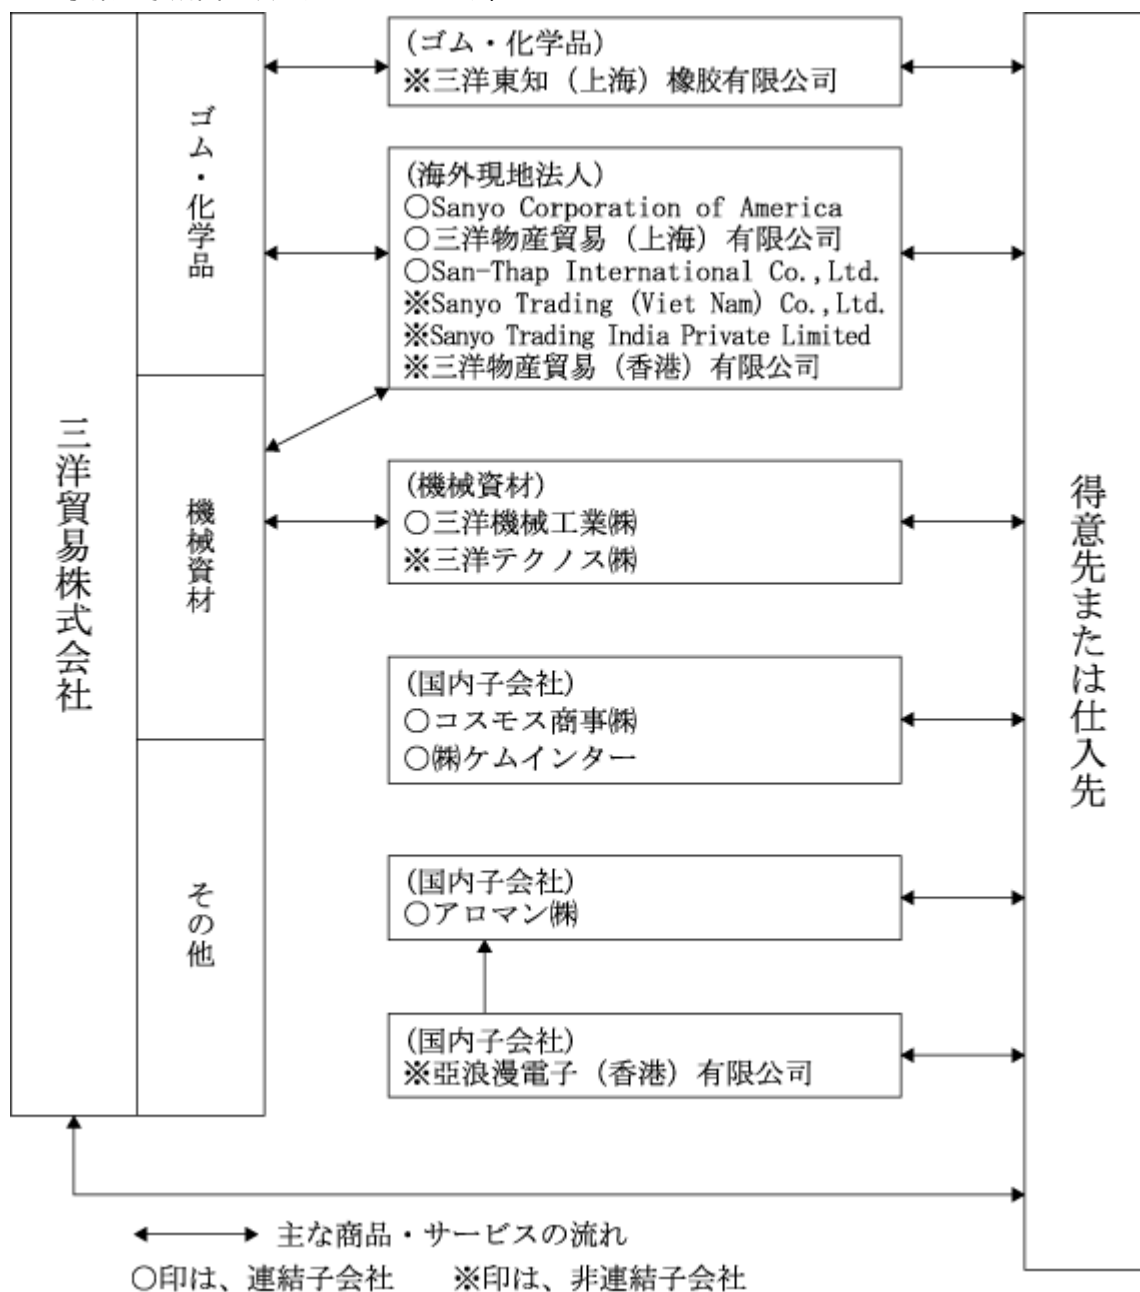 三洋貿易株式会社
ゴム・化学品
機械資材
その他
(ゴム・化学品)
※三洋東知（上海）橡胶有限公司
(海外現地法人)
○Sanyo Corporation of America
○三洋物産貿易（上海）有限公司
○San-Thap International Co.,Ltd.
※Sanyo Trading (Viet Nam) Co.,Ltd.
※Sanyo Trading India Private Limited
※三洋物産貿易（香港）有限公司
(機械資材)
○三洋機械工業㈱
※三洋テクノス㈱
(国内子会社)
○コスモス商事㈱
○㈱ケムインター
(国内子会社)
○アロマン㈱
(国内子会社)
※亞浪漫電子（香港）有限公司
得意先または仕入先
主な商品・サービスの流れ
○印は、連結子会社　　※印は、非連結子会社